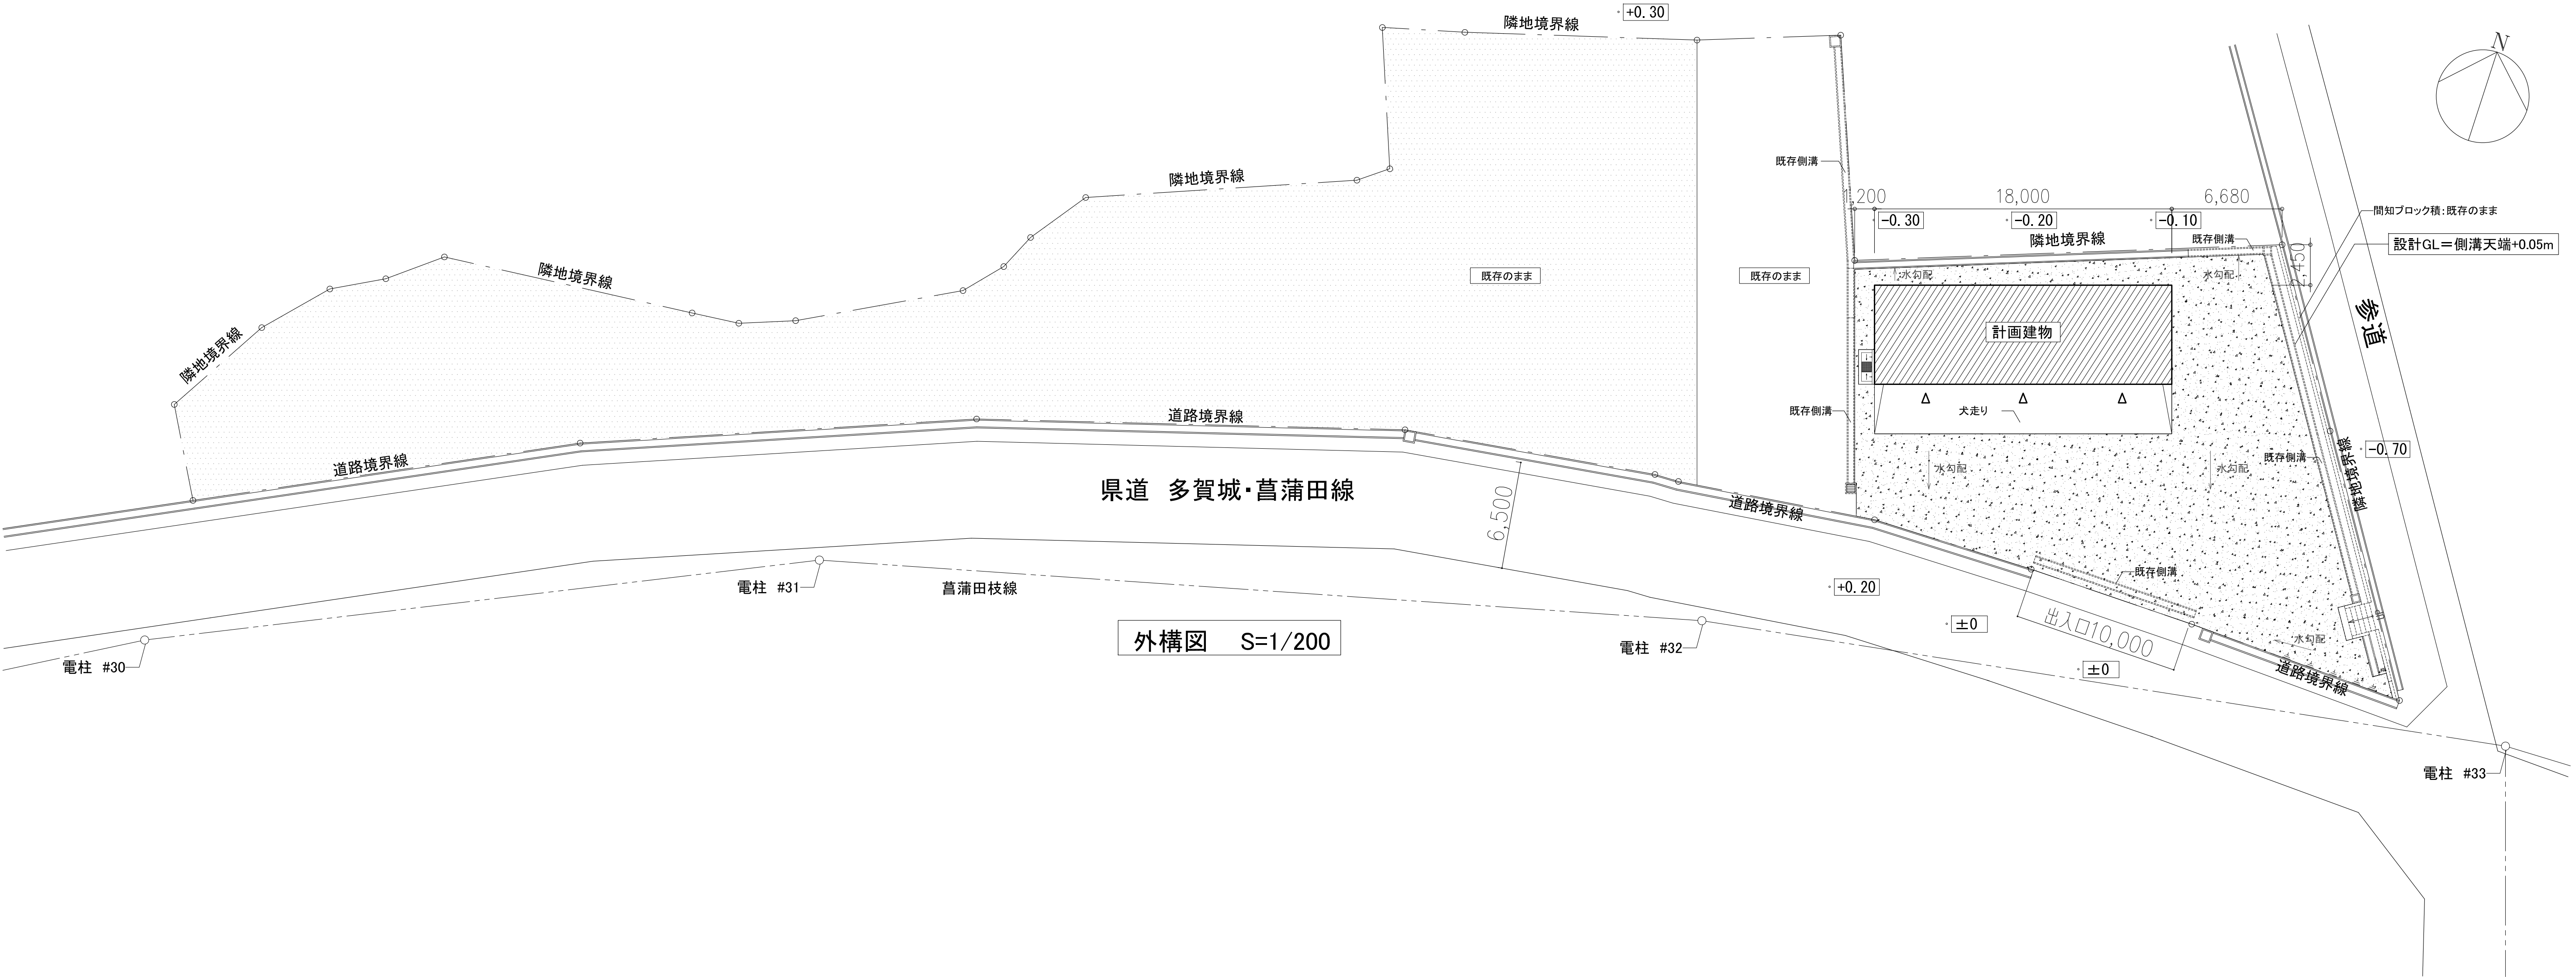 +0.30
隣地境界線
N
既存側溝
隣地境界線
1,200
18,000
6,680
間知ブロック積：既存のまま
-0.30
-0.20
-0.10
隣地境界線
既存側溝
設計GL＝側溝天端+0.05m
2,450
隣地境界線
既存のまま
既存のまま
水勾配
水勾配
参道
計画建物
隣地境界線
道路境界線
既存側溝
犬走り
道路境界線
-0.70
隣地境界線
既存側溝
水勾配
水勾配
県道　多賀城・菖蒲田線
6,500
道路境界線
既存側溝
電柱　#31
菖蒲田枝線
+0.20
±0
出入口10,000
水勾配
外構図　S=1/200
電柱　#32
電柱　#30
±0
道路境界線
電柱　#33